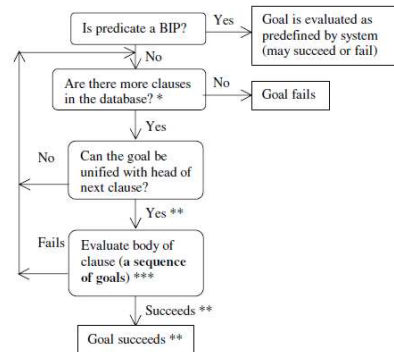 Is predicate a BIP?
Yes
Goal is evaluated as
predefined by system
(may succeed or fail)
No
Are there more clauses
in the database? *
No
Goal fails
Yes
Can the goal be
unified with head of
next clause?
No
Yes **
Fails
Evaluate body of
clause (a sequence
of goals) ***
Succeeds **
Goal succeeds **